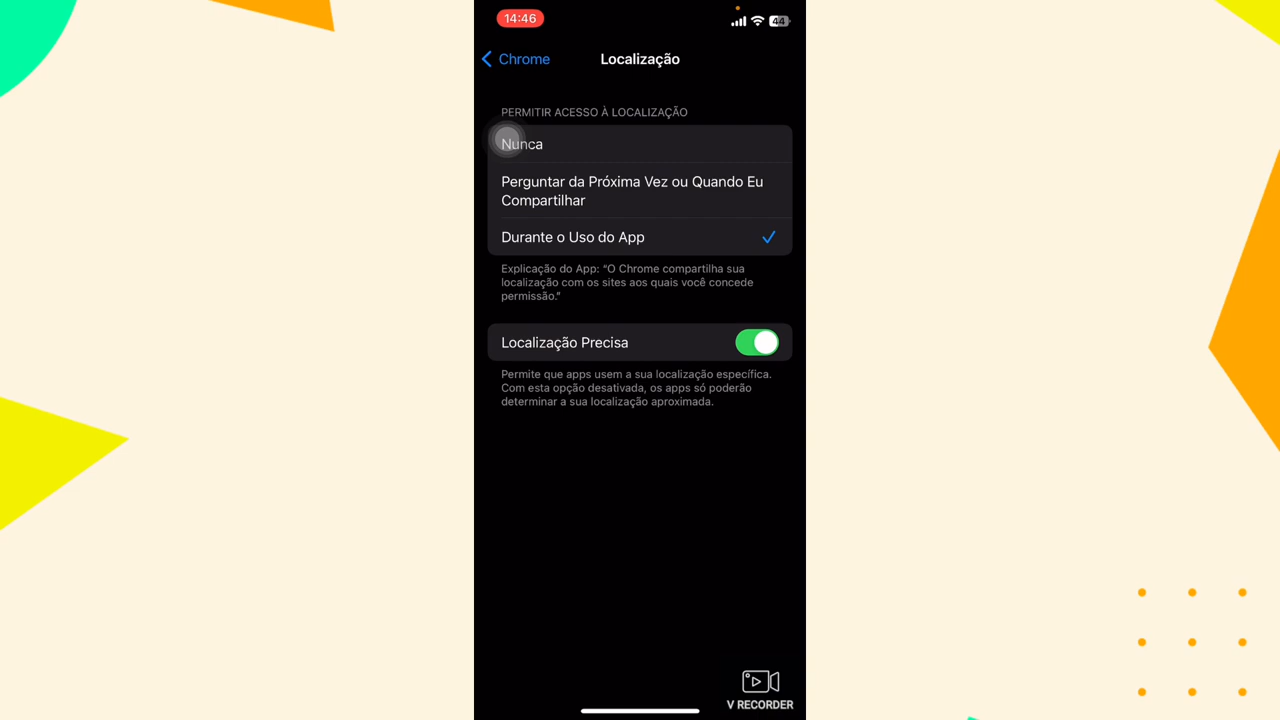 14:46
44
Chrome
Localização
PERMITIR ACESSO À LOCALIZAÇÃO
Nunca
Perguntar da Próxima Vez ou Quando Eu
Compartilhar
Durante o Uso do App
Explicação do App: “O Chrome compartilha sua
localização com os sites aos quais você concede
permissão.”
Localização Precisa
Permite que apps usem a sua localização específica.
Com esta opção desativada, os apps só poderão
determinar a sua localização aproximada.
V RECORDER